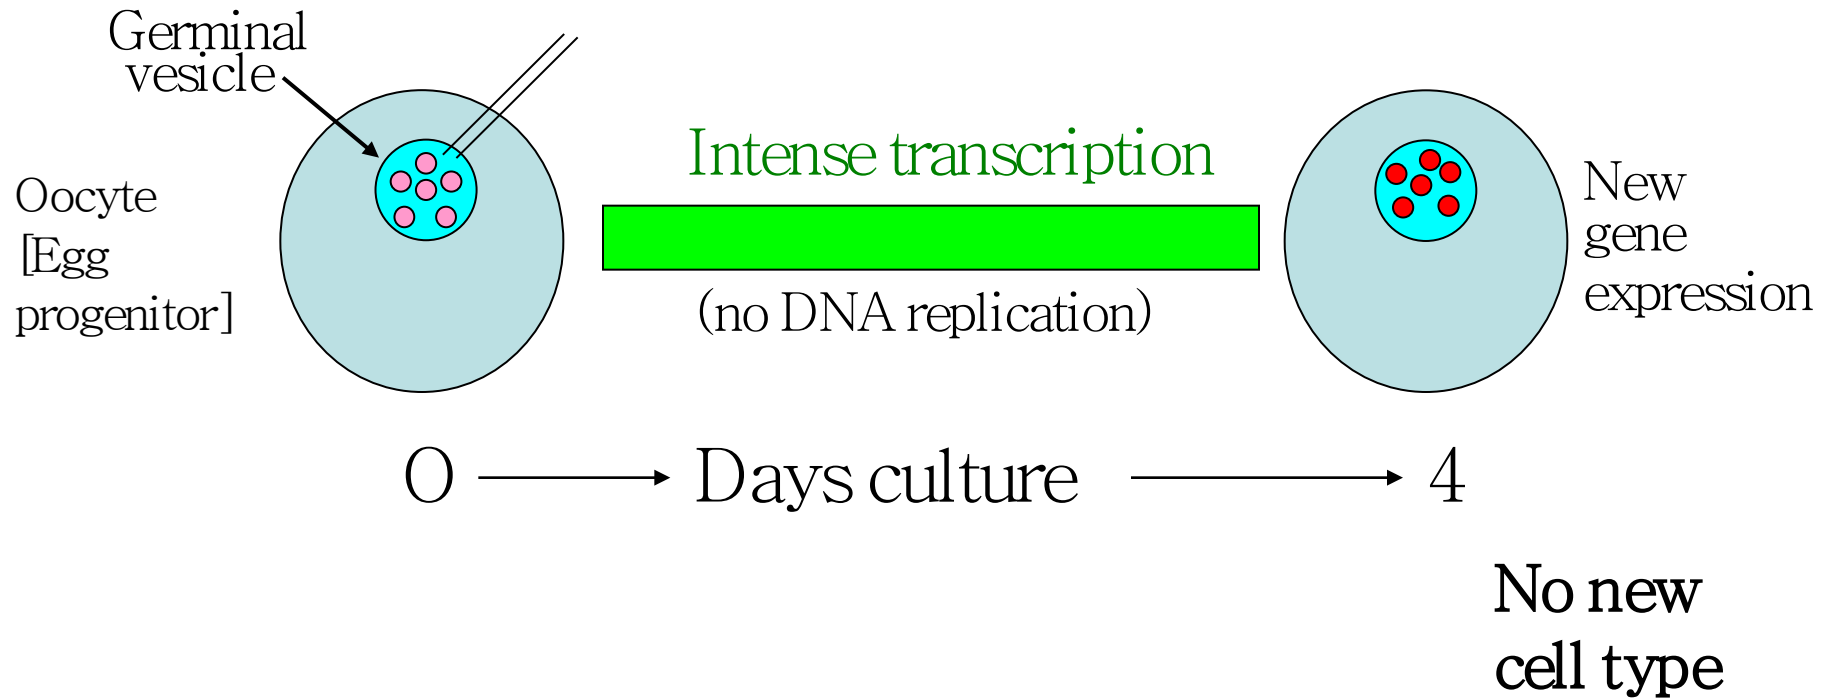 Germinal
vesicle
Oocyte
[Egg
progenitor]
Intense transcription
(no DNA replication)
New
gene
expression
0
Days culture
4
No new
cell type